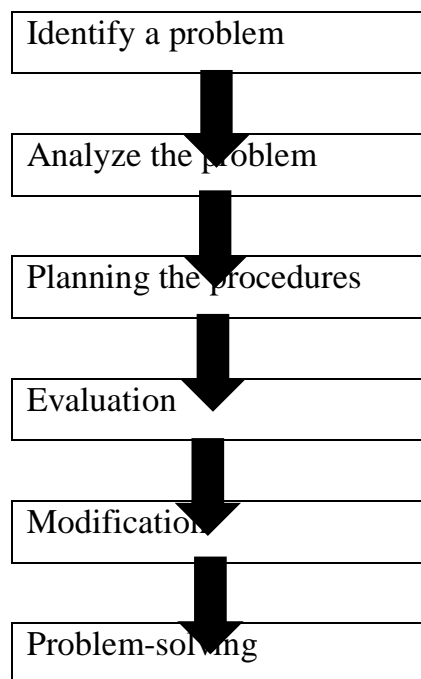 Identify a problem
Analyze the problem
Planning the procedures
Evaluation
Modification
Problem-solving